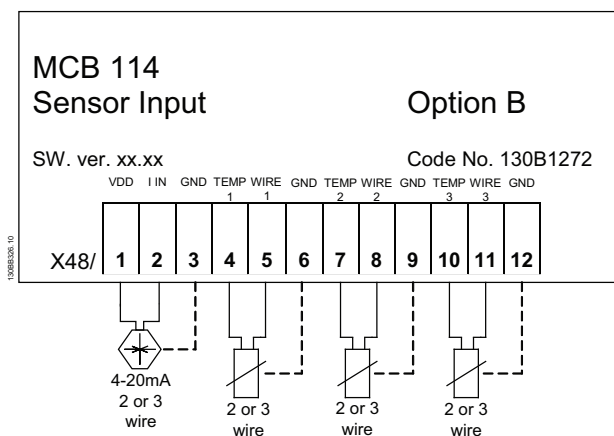 MCB 114
Sensor Input Option B
SW. ver. xx.xx Code No. 130B1272
VDD I IN GND TEMP WIRE GND TEMP WIRE GND TEMP WIRE GND
1 1 2 2 3 3
X48/ 1 2 3 4 5 6 7 8 9 10 11 12
130BB326.10
4-20mA
2 or 3
wire
2 or 3
wire
2 or 3
wire
2 or 3
wire